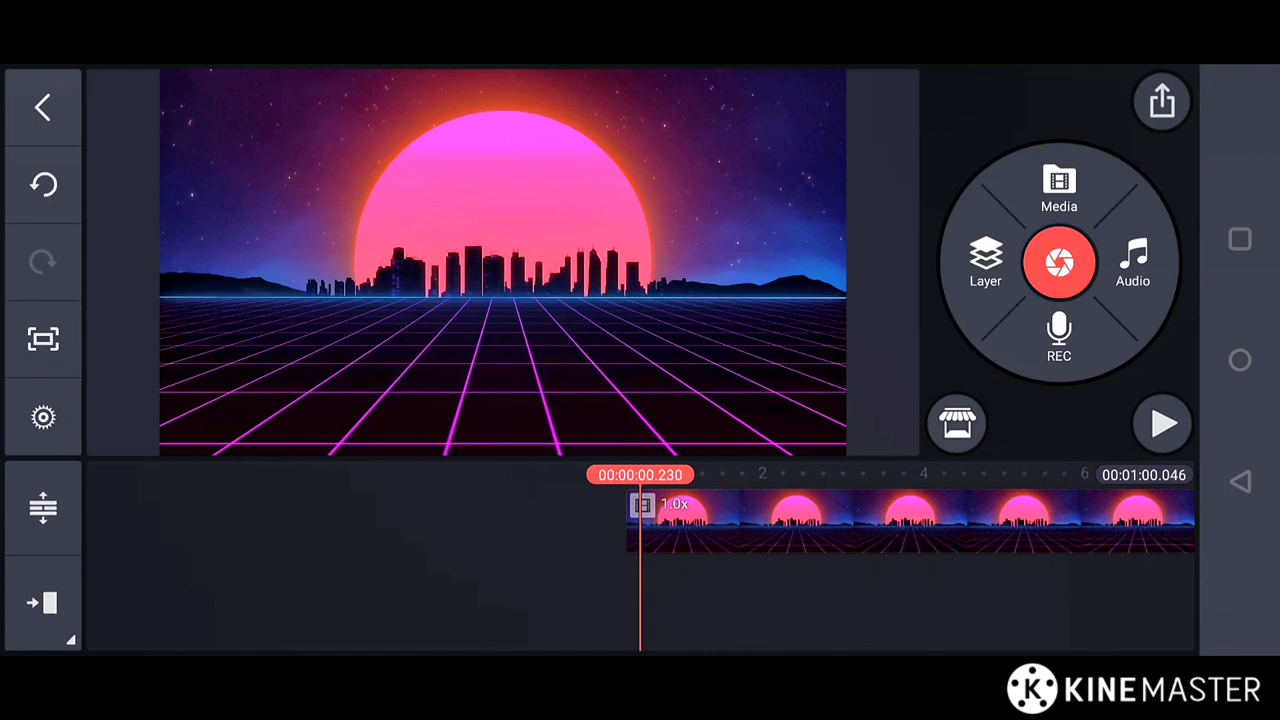 Media
Layer
Audio
REC
00:00:00.230
2
4
6
00:01:00.046
1.0x
K KINEMASTER